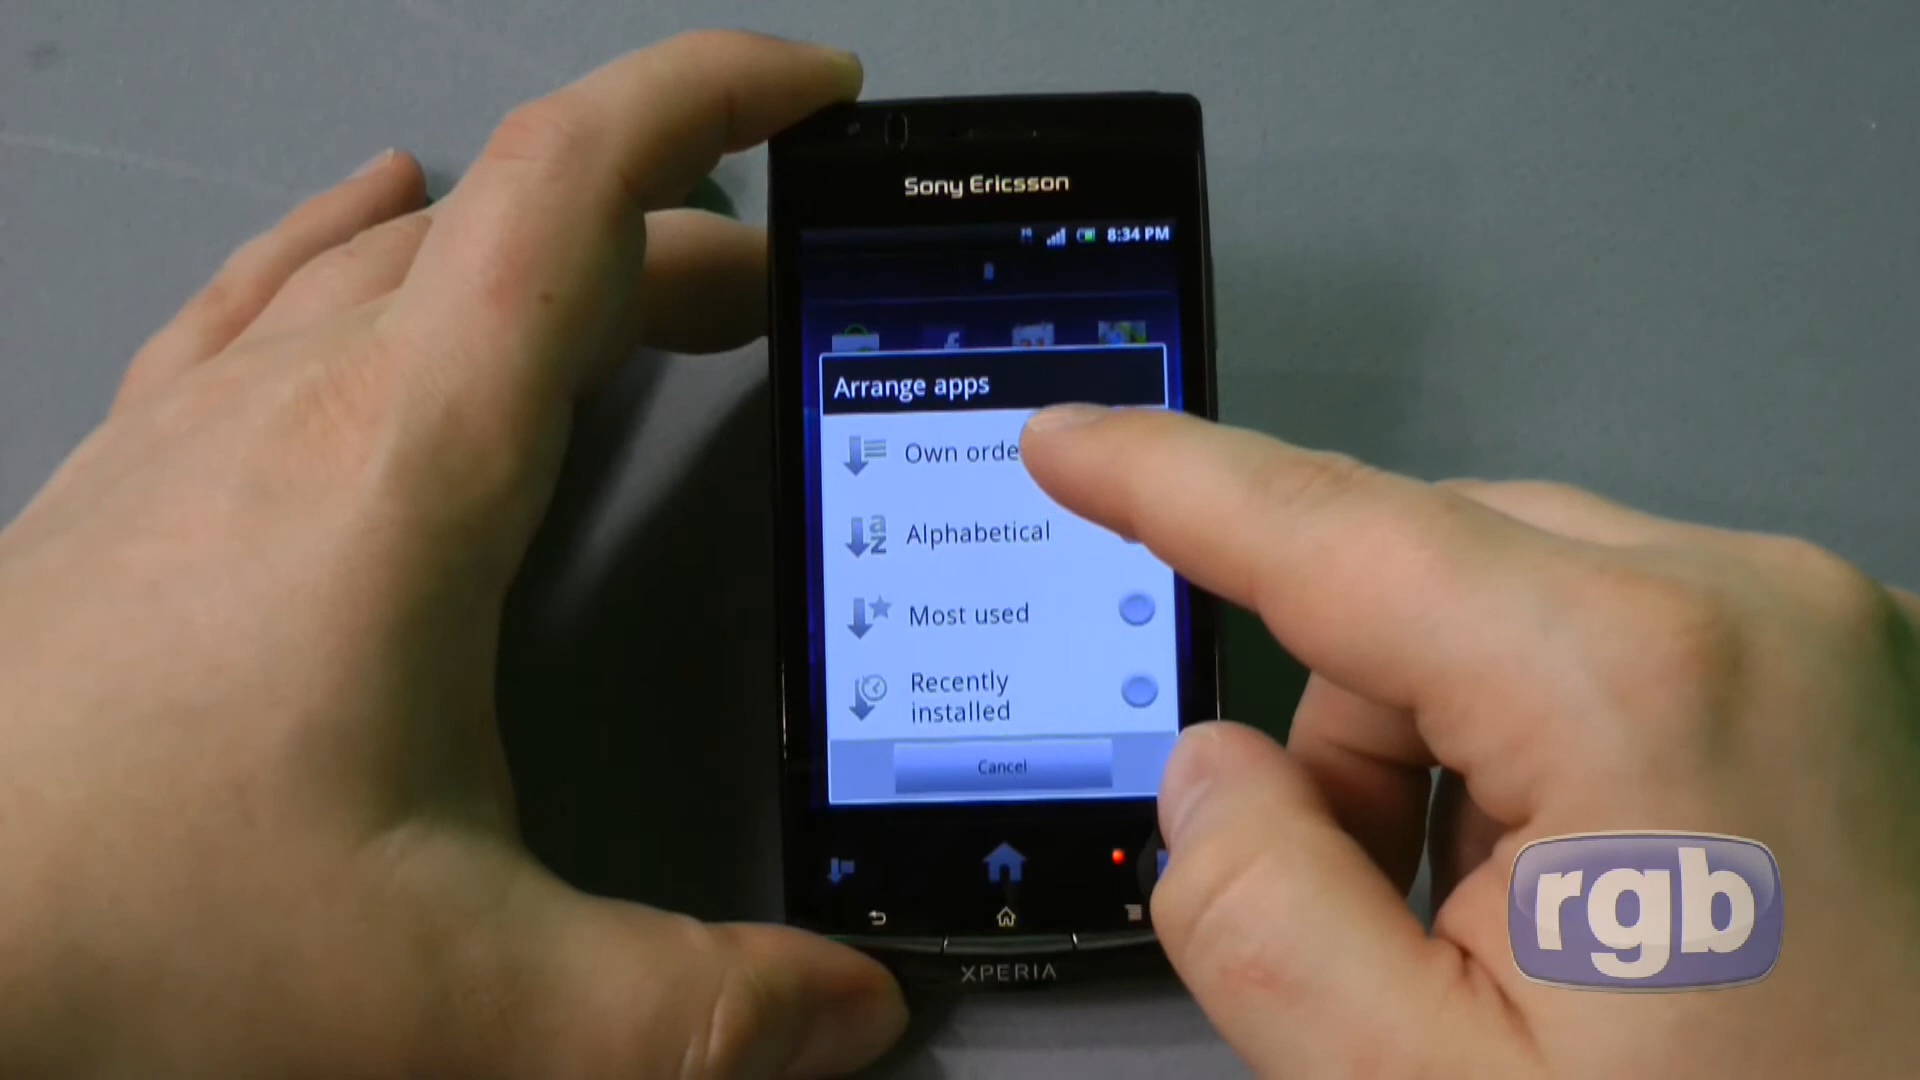 Sony Ericsson
8:34 PM
Arrange apps
Own orde
Alphabetical
Most used
Recently
installed
Cancel
XPERIA
rgb